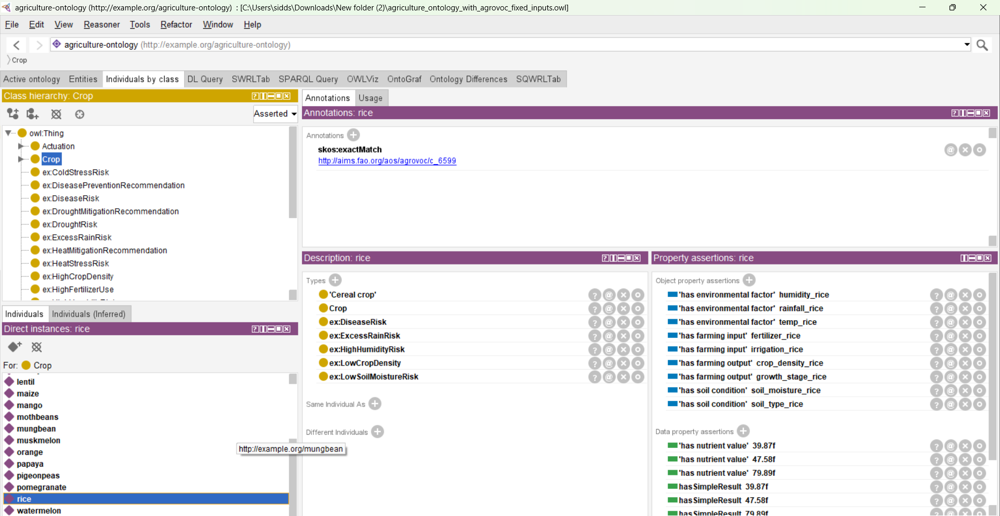 agriculture-ontology (http://example.org/agriculture-ontology) : [C:\Users\sidds\Downloads\New folder (2)\agriculture_ontology_with_agrovoc_fixed_inputs.owl]
File Edit View Reasoner Tools Refactor Window Help
agriculture-ontology (http://example.org/agriculture-ontology)
Crop
Active ontology Entities Individuals by class DL Query SWRLTab SPARQL Query OWLViz OntoGraf Ontology Differences SQWRLTab
Class hierarchy: Crop
Asserted
owl:Thing
Actuation
Crop
ex:ColdStressRisk
ex:DiseasePreventionRecommendation
ex:DiseaseRisk
ex:DroughtMitigationRecommendation
ex:DroughtRisk
ex:ExcessRainRisk
ex:HeatMitigationRecommendation
ex:HeatStressRisk
ex:HighCropDensity
ex:HighFertilizerUse
Individuals Individuals (Inferred)
Direct instances: rice
For: Crop
lentil
maize
mango
mothbeans
mungbean
muskmelon
orange
papaya
pigeonpeas
pomegranate
rice
watermelon
http://example.org/mungbean
Annotations Usage
Annotations: rice
Annotations
skos:exactMatch
http://aims.fao.org/aos/agrovoc/c_6599
Description: rice
Types
'Cereal crop'
Crop
ex:DiseaseRisk
ex:ExcessRainRisk
ex:HighHumidityRisk
ex:LowCropDensity
ex:LowSoilMoistureRisk
Same Individual As
Different Individuals
Property assertions: rice
Object property assertions
'has environmental factor' humidity_rice
'has environmental factor' rainfall_rice
'has environmental factor' temp_rice
'has farming input' fertilizer_rice
'has farming input' irrigation_rice
'has farming output' crop_density_rice
'has farming output' growth_stage_rice
'has soil condition' soil_moisture_rice
'has soil condition' soil_type_rice
Data property assertions
'has nutrient value' 39.87f
'has nutrient value' 47.58f
'has nutrient value' 79.89f
hasSimpleResult 39.87f
hasSimpleResult 47.58f
hasSimpleResult 79.89f